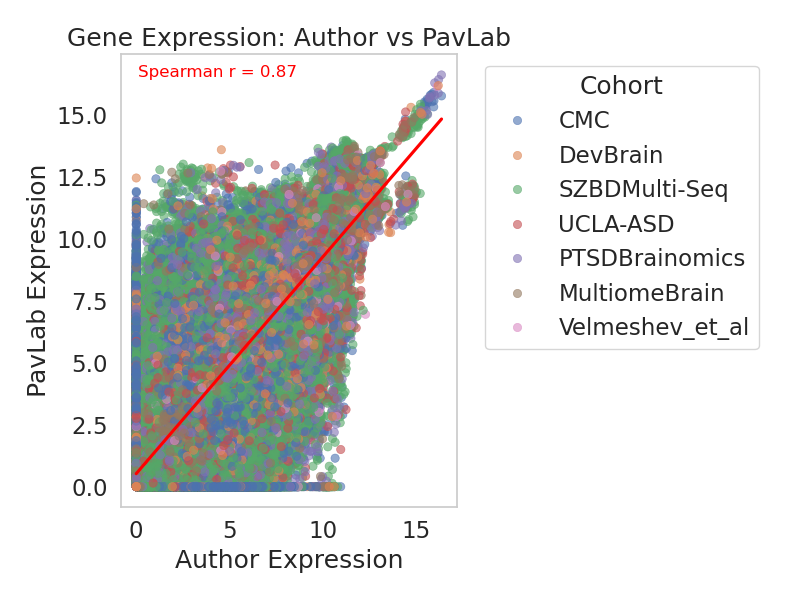 Gene Expression: Author vs PavLab
Spearman r = 0.87
PavLab Expression
15.0
12.5
10.0
7.5
5.0
2.5
0.0
0
5
10
15
Author Expression
Cohort
CMC
DevBrain
SZBDMulti-Seq
UCLA-ASD
PTSDBrainomics
MultiomeBrain
Velmeshev_et_al